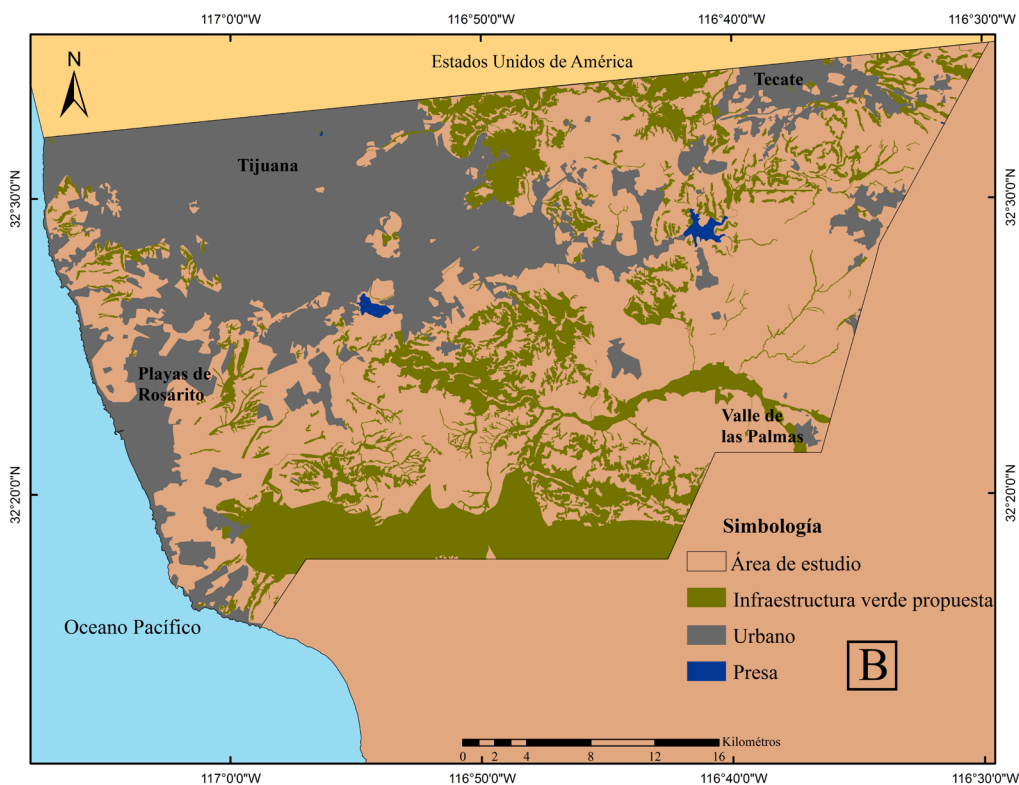 117°0'0"W 116°50'0"W 116°40'0"W 116°30'0"W
N
Estados Unidos de América
Tecate
Tijuana
32°30'0"N 32°30'0"N
Playas de
Rosarito
Valle de
las Palmas
32°20'0"N 32°20'0"N
Simbología
Área de estudio
Infraestructura verde propuesta
Urbano
Presa
Oceano Pacífico
B
Kilométros
0 2 4 8 12 16
117°0'0"W 116°50'0"W 116°40'0"W 116°30'0"W